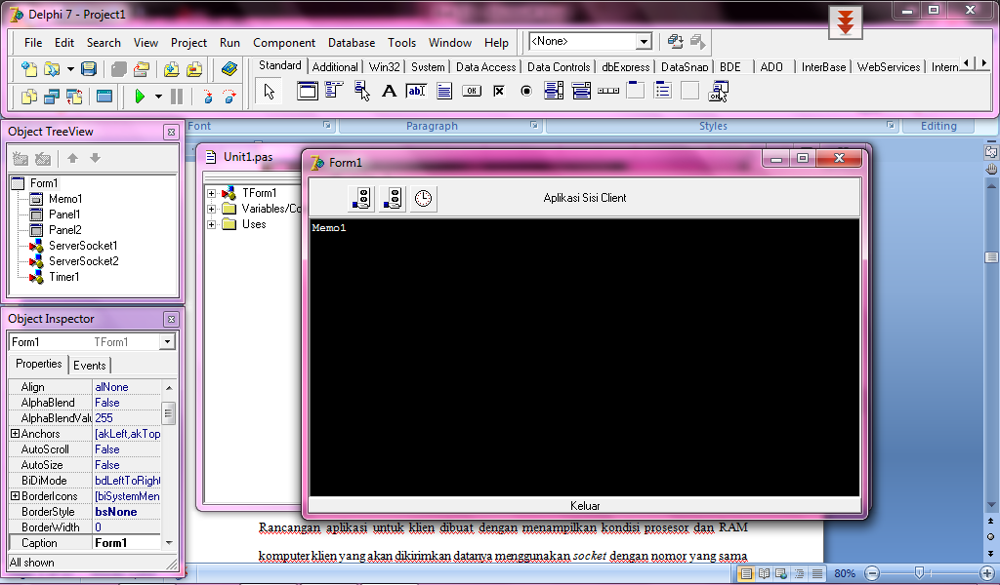 Delphi 7 - Project1
File Edit Search View Project Run Component Database Tools Window Help <None>
Standard Additional Win32 System Data Access Data Controls dbExpress DataSnap BDE ADO InterBase WebServices Intern
A ab OK
Font Paragraph Styles Editing
Object TreeView
Form1
Memo1
Panel1
Panel2
ServerSocket1
ServerSocket2
Timer1
Unit1.pas
TForm1
Variables/Co
Uses
Form1
Aplikasi Sisi Client
Memo1
Keluar
Object Inspector
Form1 TForm1
Properties Events
Align alNone
AlphaBlend False
AlphaBlendValu 255
Anchors [akLeft,akTop
AutoScroll False
AutoSize False
BiDiMode bdLeftToRight
BorderIcons [biSystemMen
BorderStyle bsNone
BorderWidth 0
Caption Form1
All shown
Rancangan aplikasi untuk klien dibuat dengan menampilkan kondisi prosesor dan RAM
komputer klien yang akan dikirimkan datanya menggunakan socket dengan nomor yang sama
80%